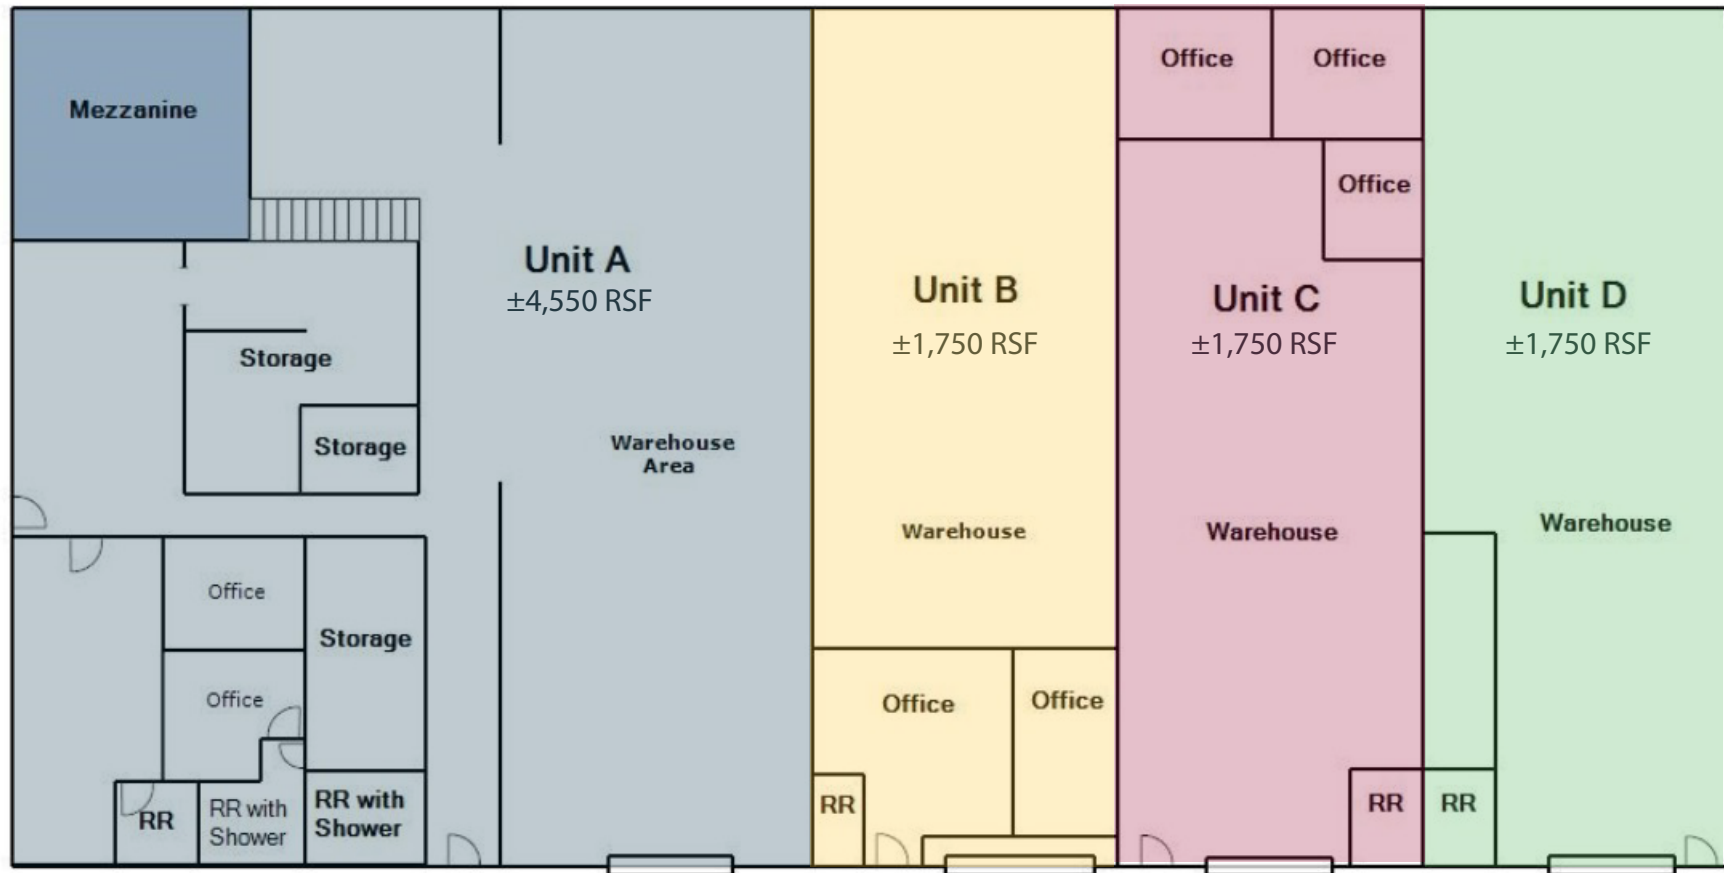 Mezzanine
Unit A
±4,550 RSF
Storage
Storage
Warehouse
Area
Office
Storage
Office
RR
RR with
Shower
RR with
Shower
Unit B
±1,750 RSF
Warehouse
Office
Office
RR
Office
Office
Office
Unit C
±1,750 RSF
Warehouse
RR
Unit D
±1,750 RSF
Warehouse
RR